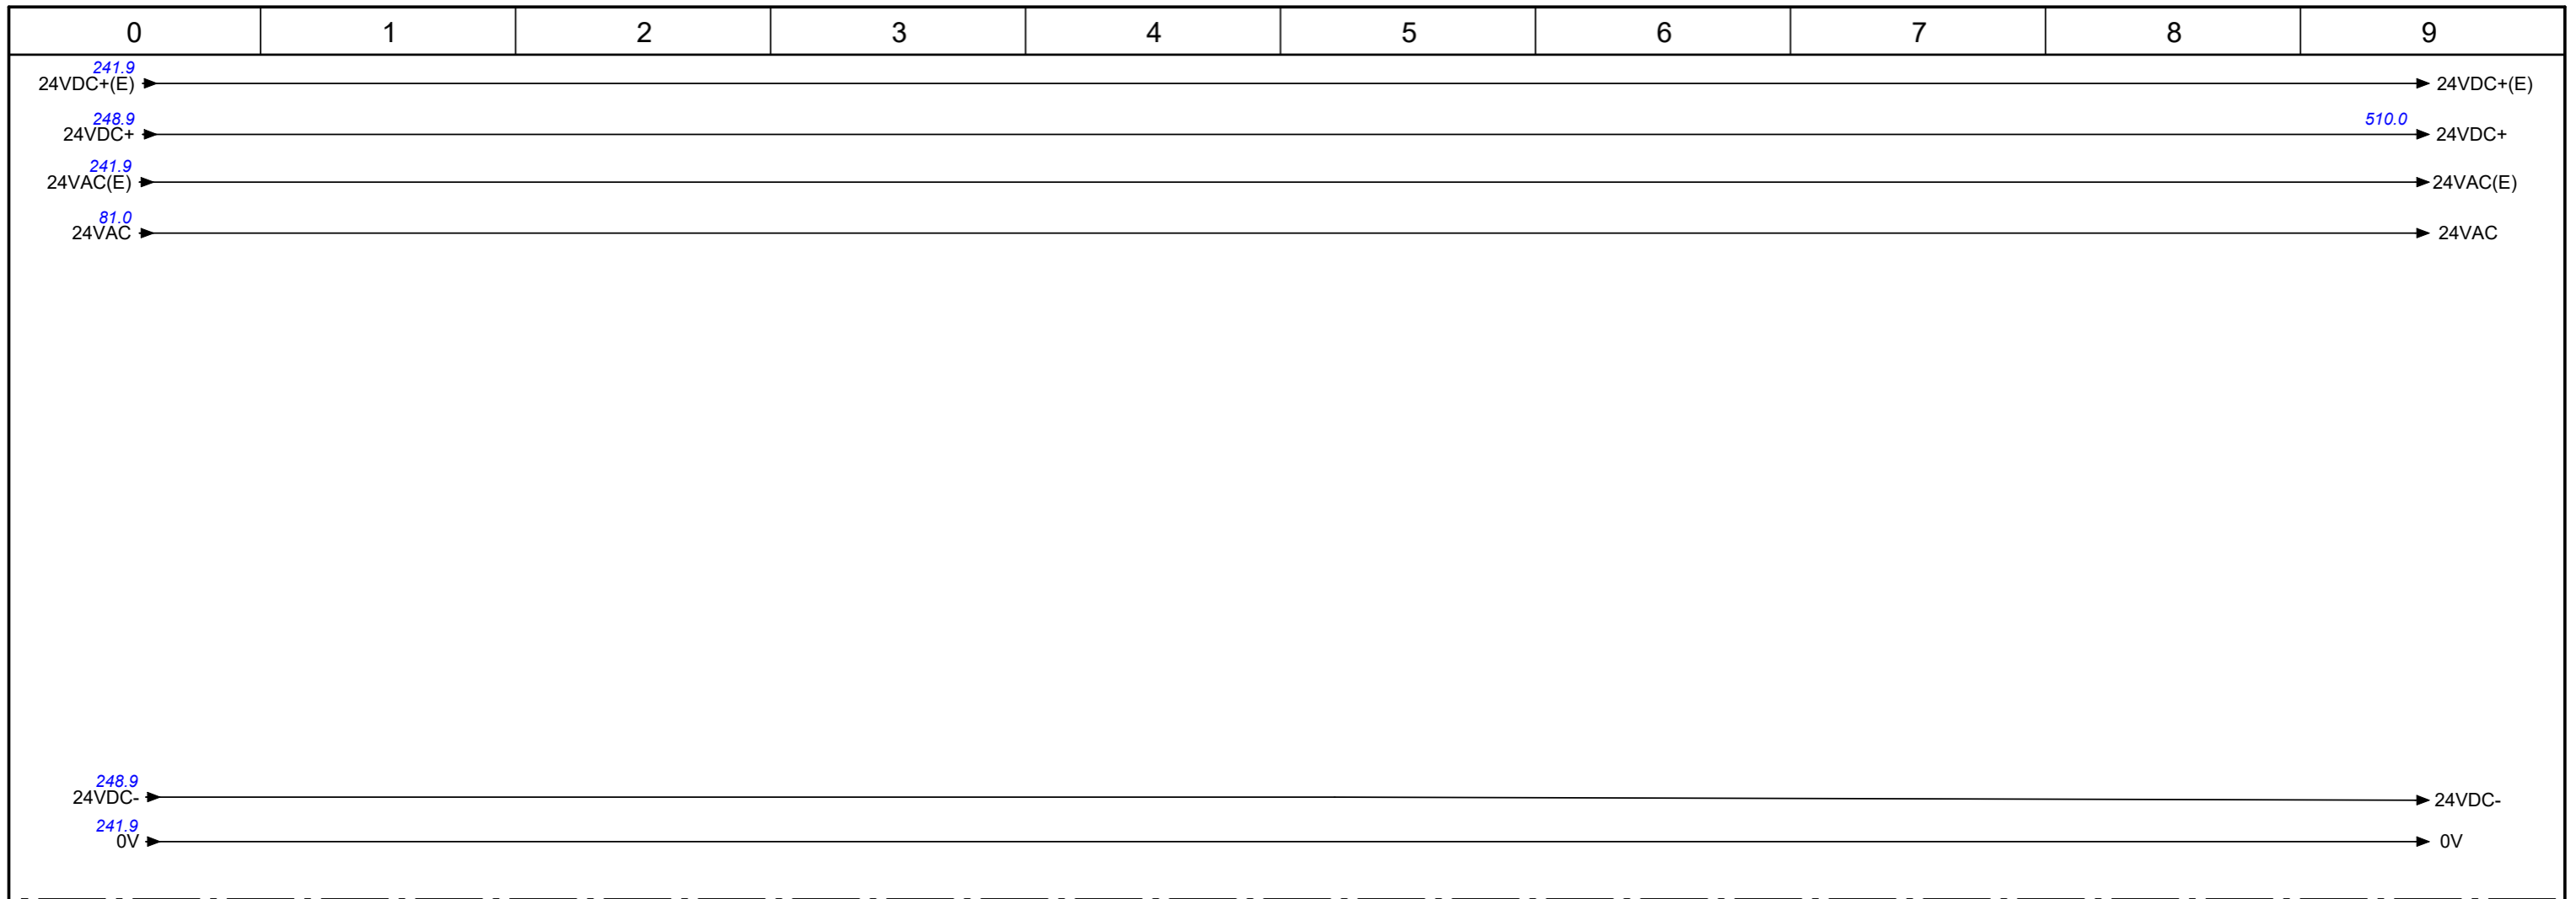 0 1 2 3 4 5 6 7 8 9
241.9
24VDC+(E) 24VDC+(E)
248.9 510.0
24VDC+ 24VDC+
241.9
24VAC(E) 24VAC(E)
81.0
24VAC 24VAC
248.9
24VDC- 24VDC-
241.9
0V 0V